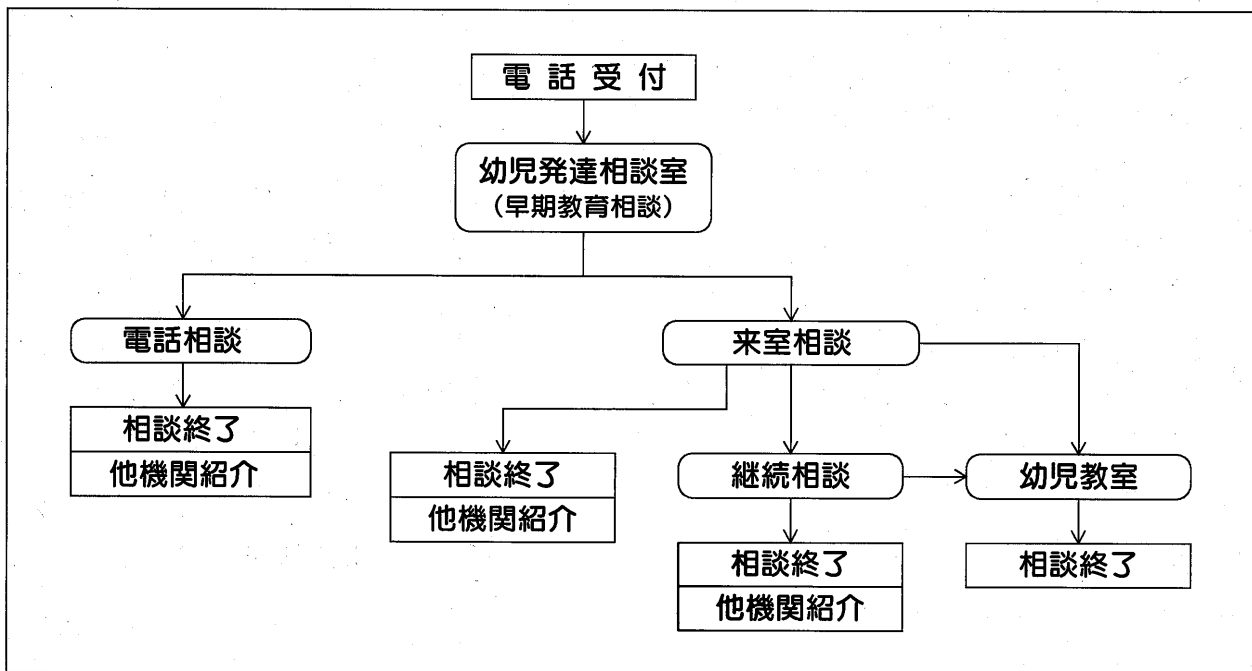 電話受付
幼児発達相談室
（早期教育相談）
電話相談
来室相談
相談終了
他機関紹介
相談終了
他機関紹介
継続相談
幼児教室
相談終了
他機関紹介
相談終了